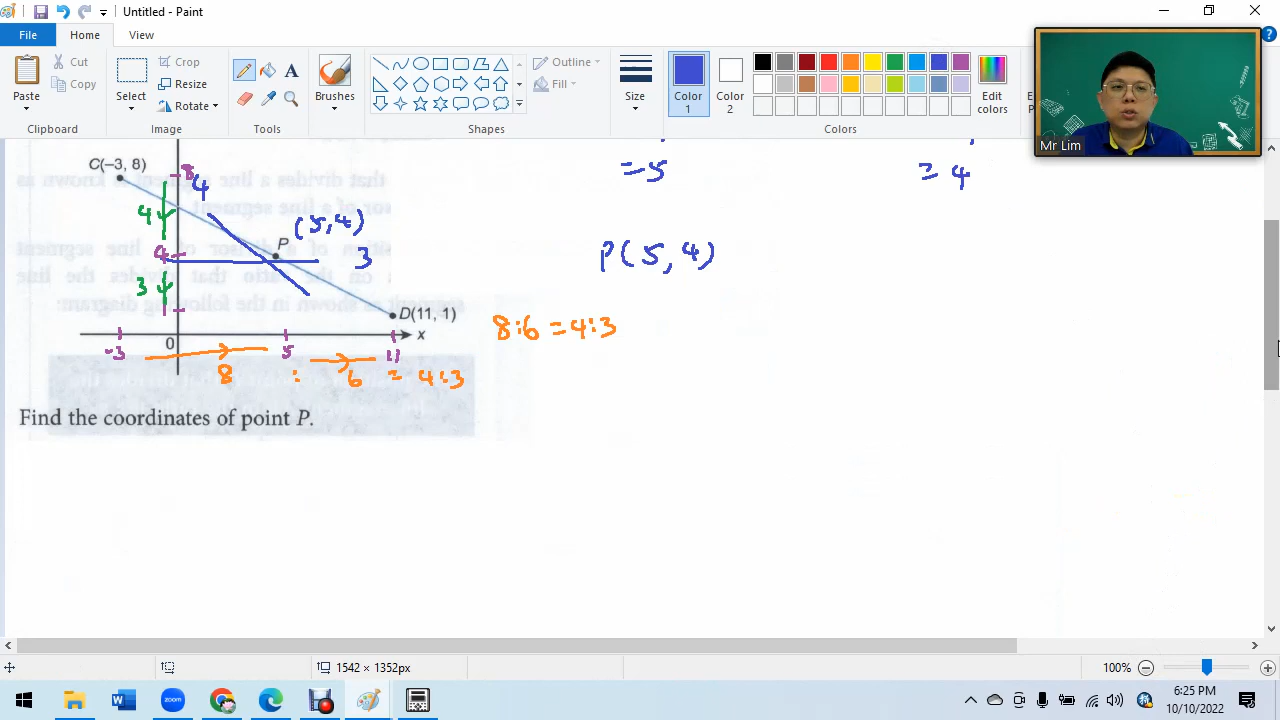 Untitled - Paint
File
Home
View
Paste
Cut
Copy
Clipboard
Select
Crop
Resize
Rotate
Image
A
Tools
Brushes
Shapes
Outline
Fill
Size
Color 1
Color 2
Edit colors
Colors
Mr Lim
C(-3, 8)
8
4
= 5
= 4
4
(5,4)
P
4
3
P(5, 4)
3
D(11, 1)
8:6 = 4:3
0
x
-3
5
11
8 : 6 = 4:3
Find the coordinates of point P.
1542 × 1352px
100%
zoom
6:25 PM
10/10/2022